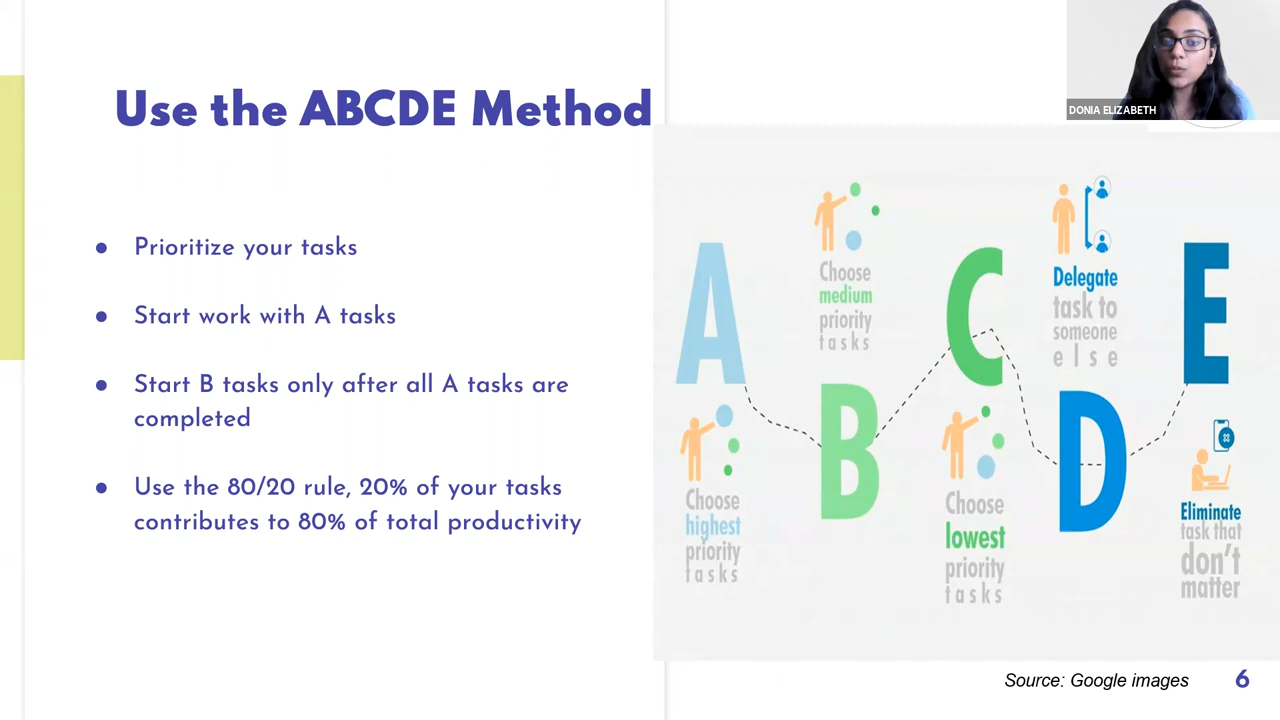 Use the ABCDE Method
DONIA ELIZABETH
Prioritize your tasks
Start work with A tasks
Start B tasks only after all A tasks are
completed
Use the 80/20 rule, 20% of your tasks
contributes to 80% of total productivity
A
Choose
highest
priority
tasks
Choose
medium
priority
tasks
B
C
Choose
lowest
priority
tasks
Delegate
task to
someone
else
D
E
Eliminate
task that
don't
matter
Source: Google images
6